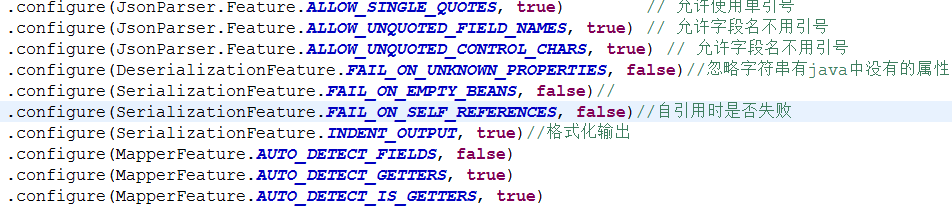 .configure(JsonParser.Feature.ALLOW_SINGLE_QUOTES, true) // 允许使用单引号
.configure(JsonParser.Feature.ALLOW_UNQUOTED_FIELD_NAMES, true) // 允许字段名不用引号
.configure(JsonParser.Feature.ALLOW_UNQUOTED_CONTROL_CHARS, true) // 允许字段名不用引号
.configure(DeserializationFeature.FAIL_ON_UNKNOWN_PROPERTIES, false)//忽略字符串有java中没有的属性
.configure(SerializationFeature.FAIL_ON_EMPTY_BEANS, false)//
.configure(SerializationFeature.FAIL_ON_SELF_REFERENCES, false)//自引用时是否失败
.configure(SerializationFeature.INDENT_OUTPUT, true)//格式化输出
.configure(MapperFeature.AUTO_DETECT_FIELDS, false)
.configure(MapperFeature.AUTO_DETECT_GETTERS, true)
.configure(MapperFeature.AUTO_DETECT_IS_GETTERS, true)